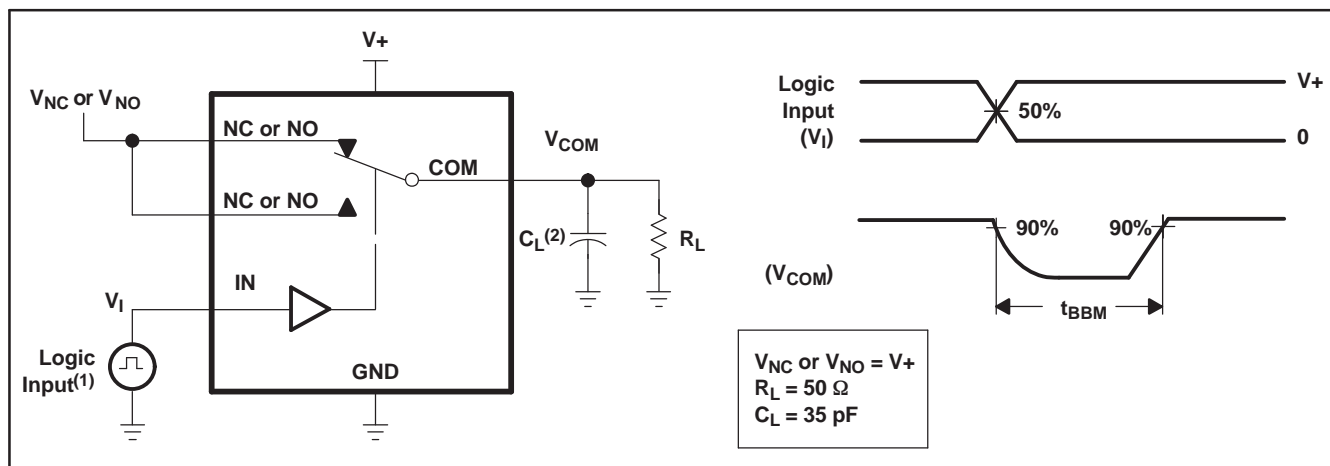 V+
VNC or VNO
NC or NO
VCOM
COM
NC or NO
CL(2)
RL
IN
VI
Logic
Input(1)
GND
Logic
Input
(VI)
V+
50%
0
90%
90%
(VCOM)
tBBM
VNC or VNO = V+
RL = 50 Ω
CL = 35 pF